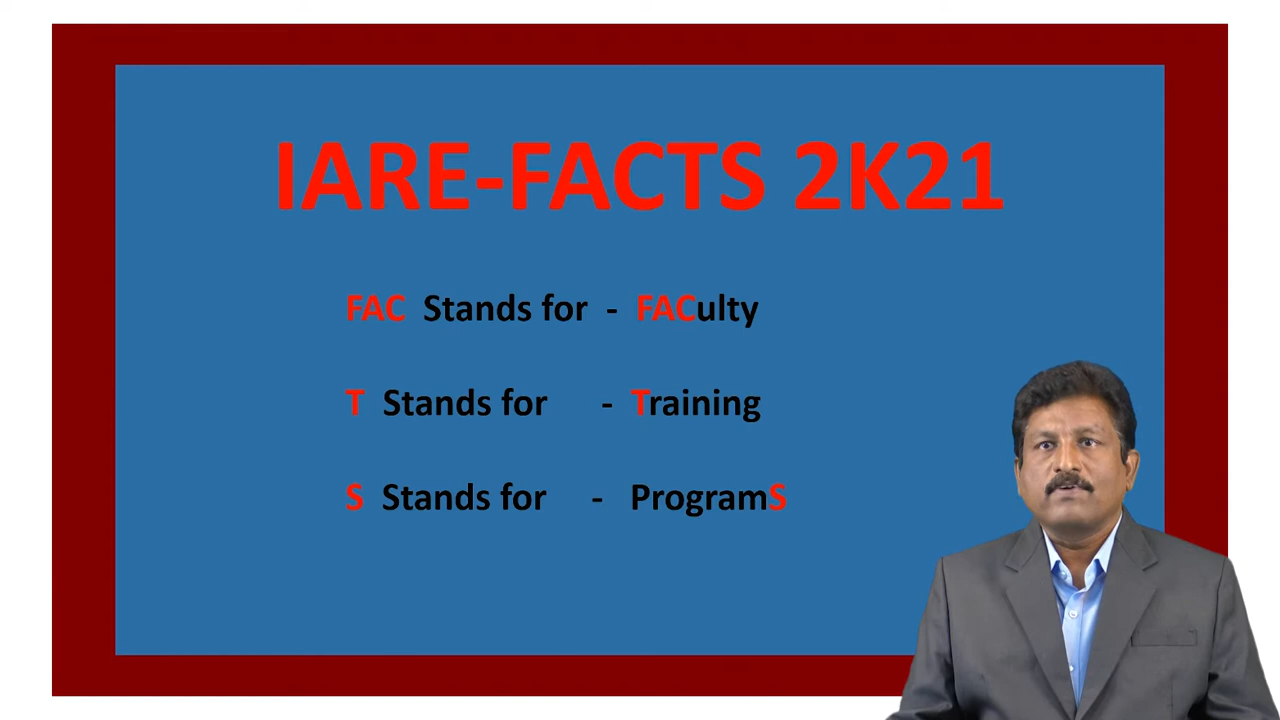 IARE-FACTS 2K21
FAC Stands for - FACulty
T Stands for - Training
S Stands for - ProgramS